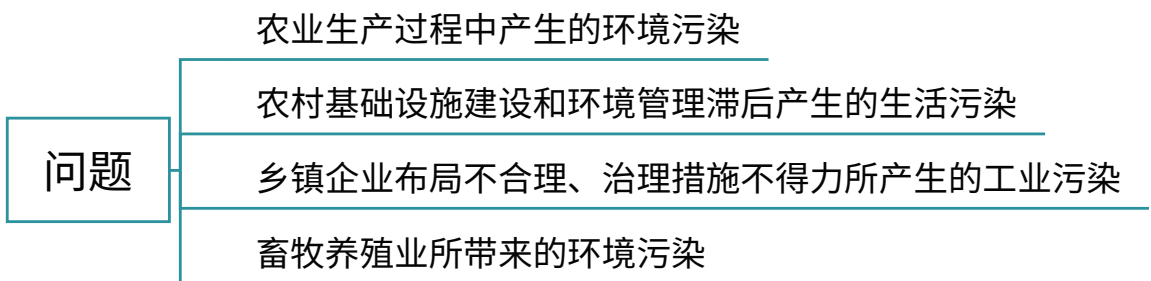 农业生产过程中产生的环境污染
农村基础设施建设和环境管理滞后产生的生活污染
问题
乡镇企业布局不合理、治理措施不得力所产生的工业污染
畜牧养殖业所带来的环境污染